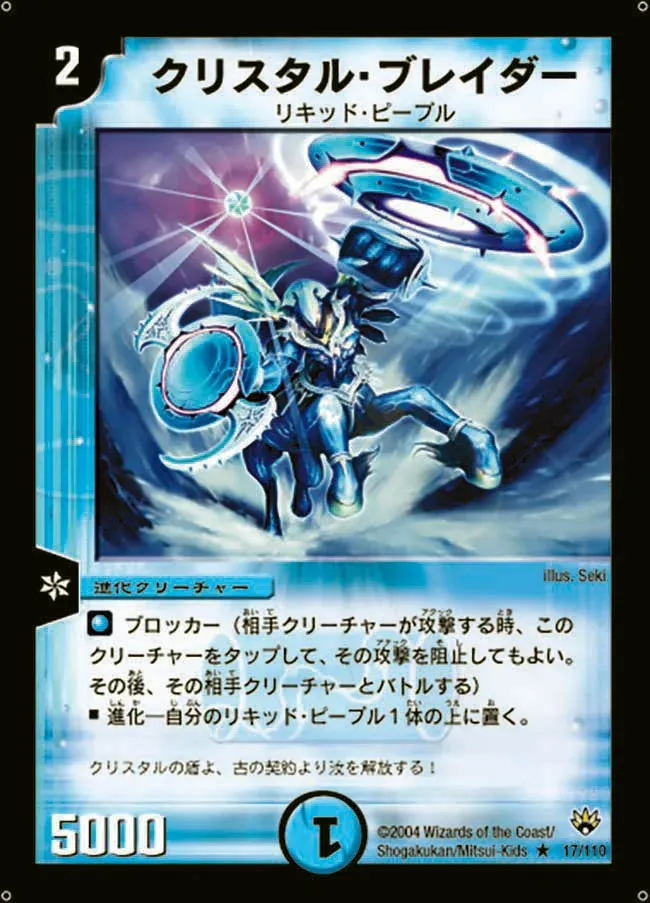 2
クリスタル・ブレイダー
リキッド・ピープル
illus. Seki
進化クリーチャー
ブロッカー（相手クリーチャーが攻撃する時、この
クリーチャーをタップして、その攻撃を阻止してもよい。
その後、その相手クリーチャーとバトルする）
■ 進化―自分のリキッド・ピープル1体の上に置く。
クリスタルの盾よ、古の契約より汝を解放する！
5000
1
©2004 Wizards of the Coast/
Shogakukan/Mitsui-Kids ★ 17/110